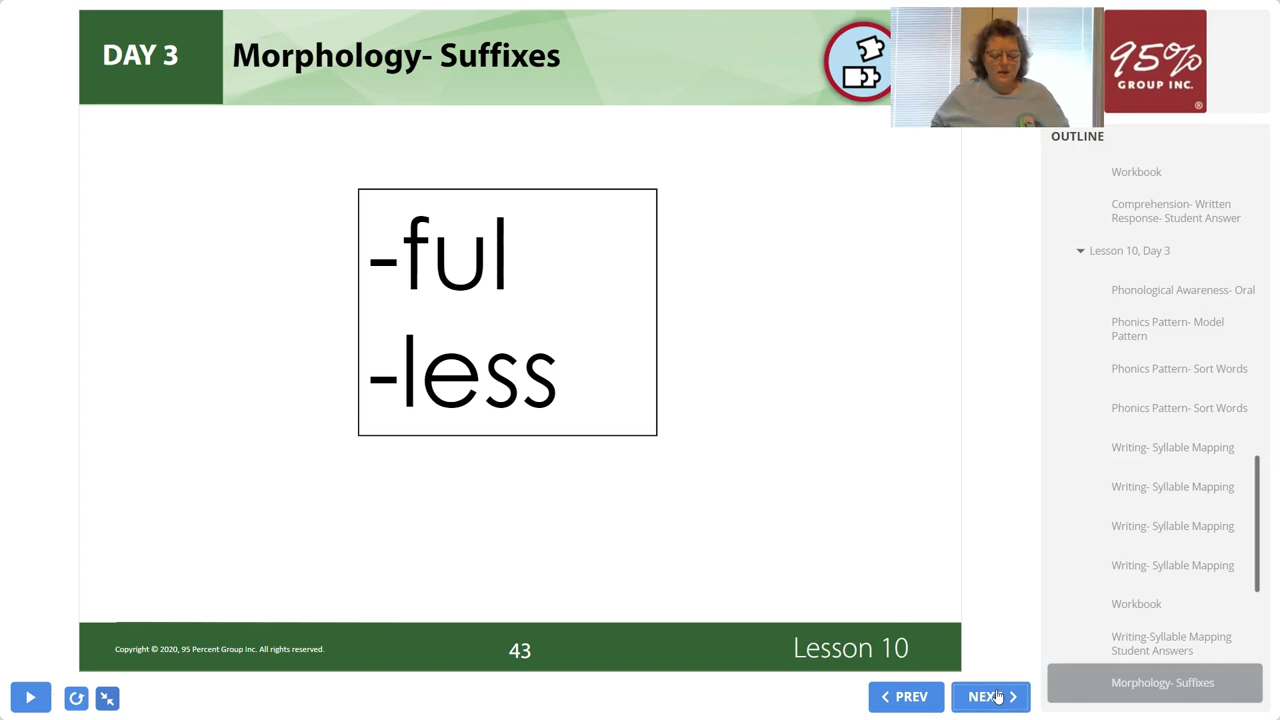 DAY 3
Morphology- Suffixes
95%
GROUP INC.
®
-ful
-less
Copyright © 2020, 95 Percent Group Inc. All rights reserved.
43
Lesson 10
OUTLINE
Workbook
Comprehension- Written
Response- Student Answer
Lesson 10, Day 3
Phonological Awareness- Oral
Phonics Pattern- Model
Pattern
Phonics Pattern- Sort Words
Phonics Pattern- Sort Words
Writing- Syllable Mapping
Writing- Syllable Mapping
Writing- Syllable Mapping
Writing- Syllable Mapping
Workbook
Writing-Syllable Mapping
Student Answers
Morphology- Suffixes
PREV
NEXT